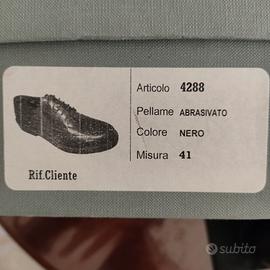 Articolo 4288
Pellame ABRASIVATO
Colore NERO
Misura 41
Rif.Cliente
subito